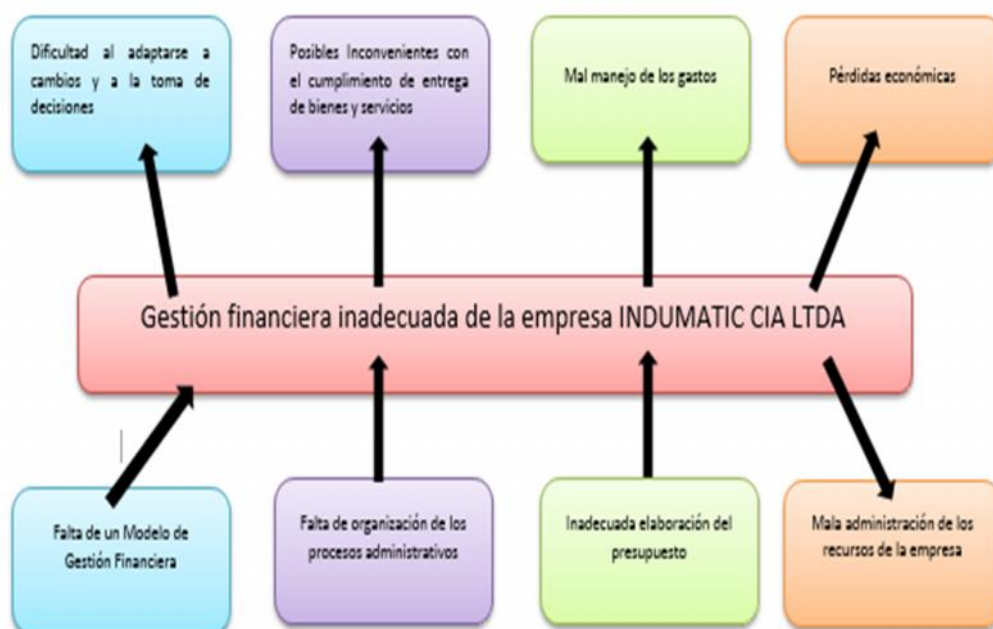 Dificultad al adaptarse a
cambios y a la toma de
decisiones
Posibles Inconvenientes con
el cumplimiento de entrega
de bienes y servicios
Mal manejo de los gastos
Pérdidas económicas
Gestión financiera inadecuada de la empresa INDUMATIC CIA LTDA
Falta de un Modelo de
Gestión Financiera
Falta de organización de los
procesos administrativos
Inadecuada elaboración del
presupuesto
Mala administración de los
recursos de la empresa